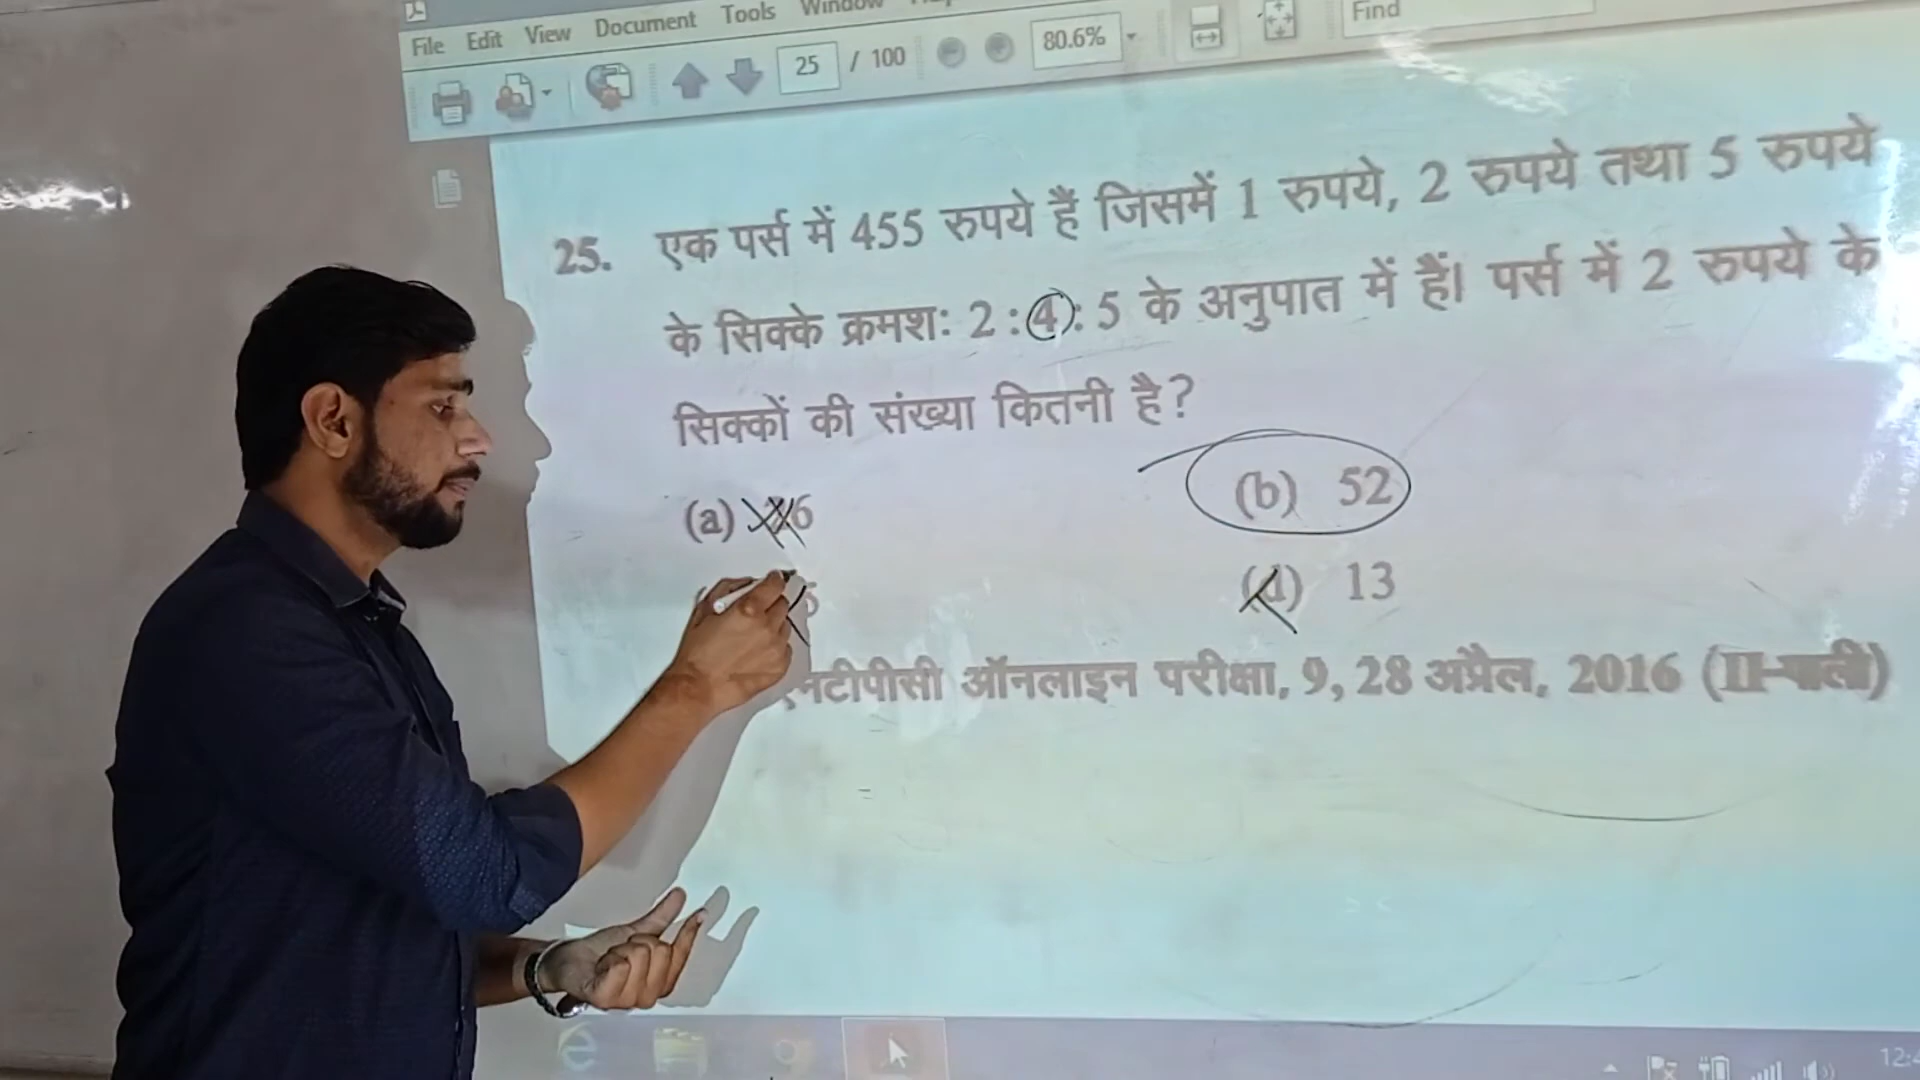 File Edit View Document Tools Window
25 / 100 80.6% Find
25. एक पर्स में 455 रुपये हैं जिसमें 1 रुपये, 2 रुपये तथा 5 रुपये
के सिक्के क्रमशः 2 : 4 : 5 के अनुपात में हैं। पर्स में 2 रुपये के
सिक्कों की संख्या कितनी है?
(a) (b) 52
(d) 13
ऑनलाइन परीक्षा, 9, 28 अप्रैल, 2016 (II-पाली)